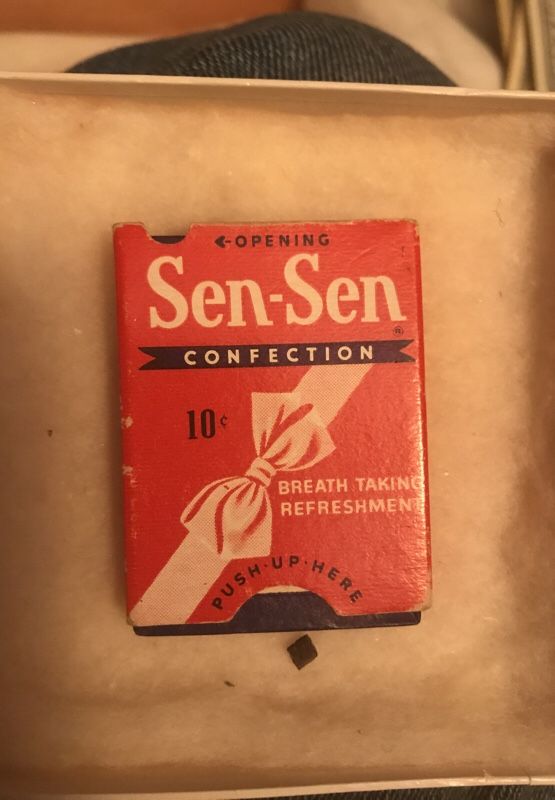 OPENING
Sen-Sen
®
CONFECTION
10¢
BREATH TAKING
REFRESHMENT
PUSH·UP·HERE